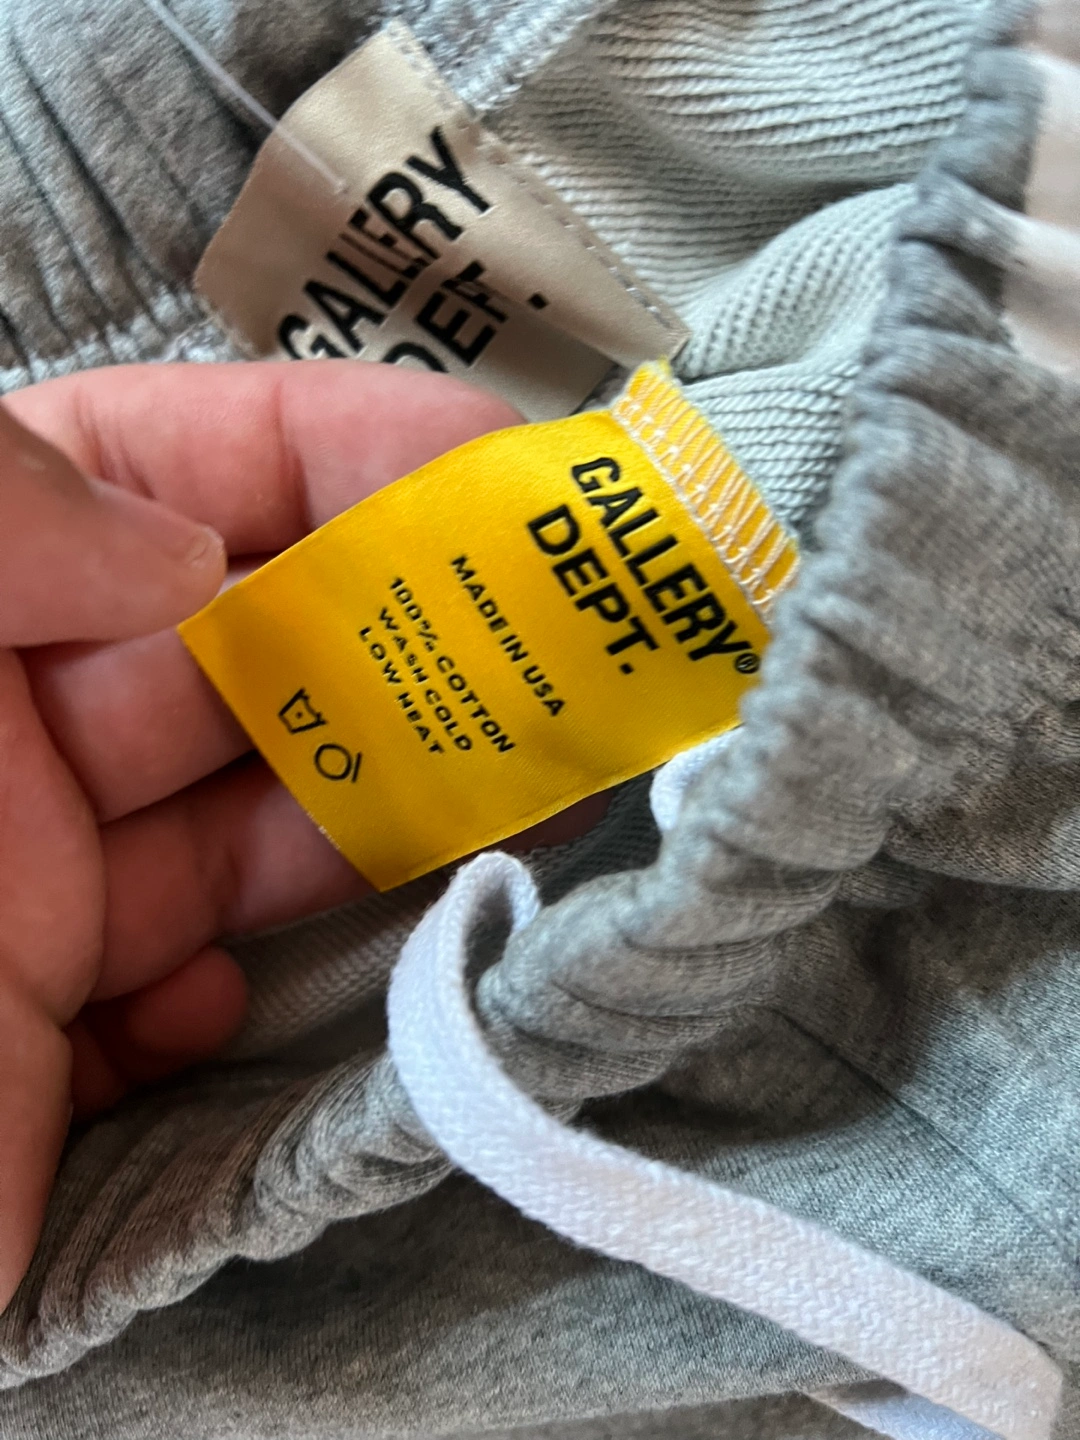 GALLERY
DEPT.
GALLERY®
DEPT.
MADE IN USA
100% COTTON
WASH COLD
LOW HEAT